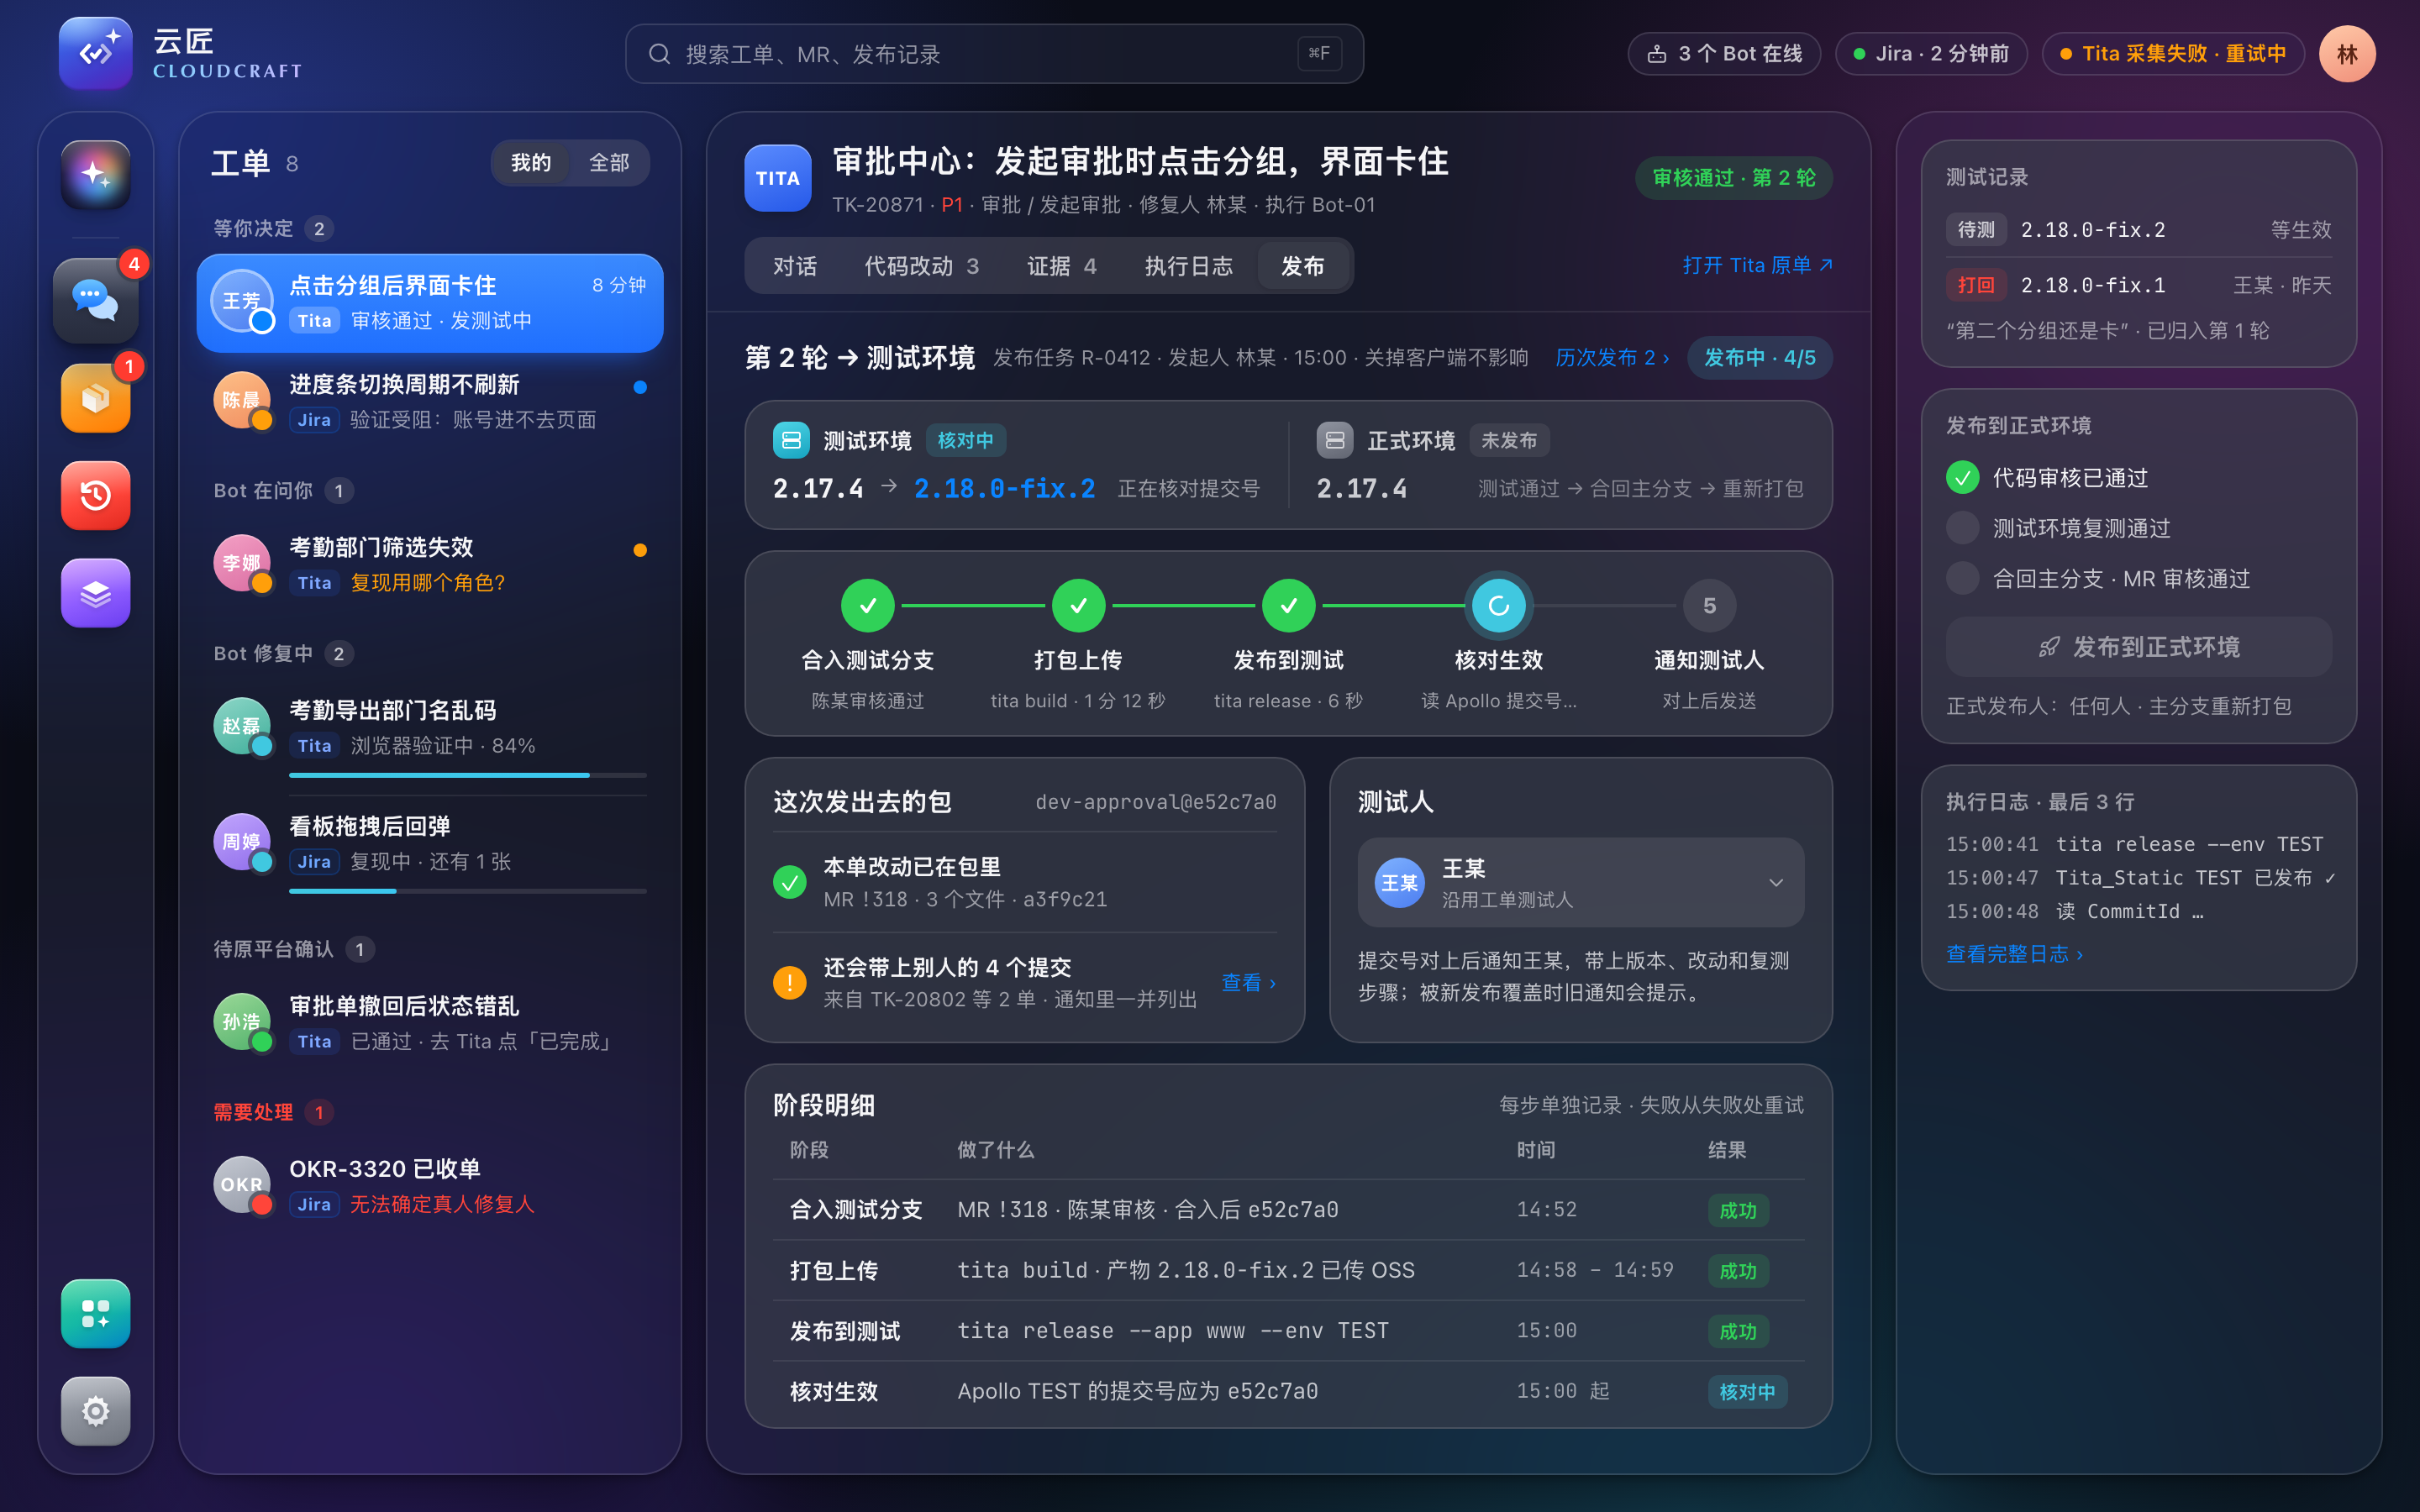 云匠
CLOUDCRAFT
搜索工单、MR、发布记录
⌘F
3 个 Bot 在线
Jira · 2 分钟前
Tita 采集失败 · 重试中
林
4
1
工单 8
我的 全部
等你决定 2
王芳
点击分组后界面卡住 8 分钟
Tita 审核通过 · 发测试中
陈晨
进度条切换周期不刷新
Jira 验证受阻：账号进不去页面
Bot 在问你 1
李娜
考勤部门筛选失效
Tita 复现用哪个角色?
Bot 修复中 2
赵磊
考勤导出部门名乱码
Tita 浏览器验证中 · 84%
周婷
看板拖拽后回弹
Jira 复现中 · 还有 1 张
待原平台确认 1
孙浩
审批单撤回后状态错乱
Tita 已通过 · 去 Tita 点「已完成」
需要处理 1
OKR
OKR-3320 已收单
Jira 无法确定真人修复人
TITA
审批中心：发起审批时点击分组，界面卡住
TK-20871 · P1 · 审批 / 发起审批 · 修复人 林某 · 执行 Bot-01
审核通过 · 第 2 轮
对话 代码改动 3 证据 4 执行日志 发布
打开 Tita 原单 ↗
第 2 轮 → 测试环境 发布任务 R-0412 · 发起人 林某 · 15:00 · 关掉客户端不影响 历次发布 2 › 发布中 · 4/5
测试环境 核对中
2.17.4 → 2.18.0-fix.2 正在核对提交号
正式环境 未发布
2.17.4 测试通过 → 合回主分支 → 重新打包
5
合入测试分支 打包上传 发布到测试 核对生效 通知测试人
陈某审核通过 tita build · 1 分 12 秒 tita release · 6 秒 读 Apollo 提交号… 对上后发送
这次发出去的包 dev-approval@e52c7a0
本单改动已在包里
MR !318 · 3 个文件 · a3f9c21
还会带上别人的 4 个提交
来自 TK-20802 等 2 单 · 通知里一并列出
查看 ›
测试人
王某
王某
沿用工单测试人
提交号对上后通知王某，带上版本、改动和复测
步骤；被新发布覆盖时旧通知会提示。
阶段明细 每步单独记录 · 失败从失败处重试
阶段 做了什么 时间 结果
合入测试分支 MR !318 · 陈某审核 · 合入后 e52c7a0 14:52 成功
打包上传 tita build · 产物 2.18.0-fix.2 已传 OSS 14:58 – 14:59 成功
发布到测试 tita release --app www --env TEST 15:00 成功
核对生效 Apollo TEST 的提交号应为 e52c7a0 15:00 起 核对中
测试记录
待测 2.18.0-fix.2 等生效
打回 2.18.0-fix.1 王某 · 昨天
“第二个分组还是卡” · 已归入第 1 轮
发布到正式环境
代码审核已通过
测试环境复测通过
合回主分支 · MR 审核通过
发布到正式环境
正式发布人：任何人 · 主分支重新打包
执行日志 · 最后 3 行
15:00:41 tita release --env TEST
15:00:47 Tita_Static TEST 已发布 ✓
15:00:48 读 CommitId …
查看完整日志 ›